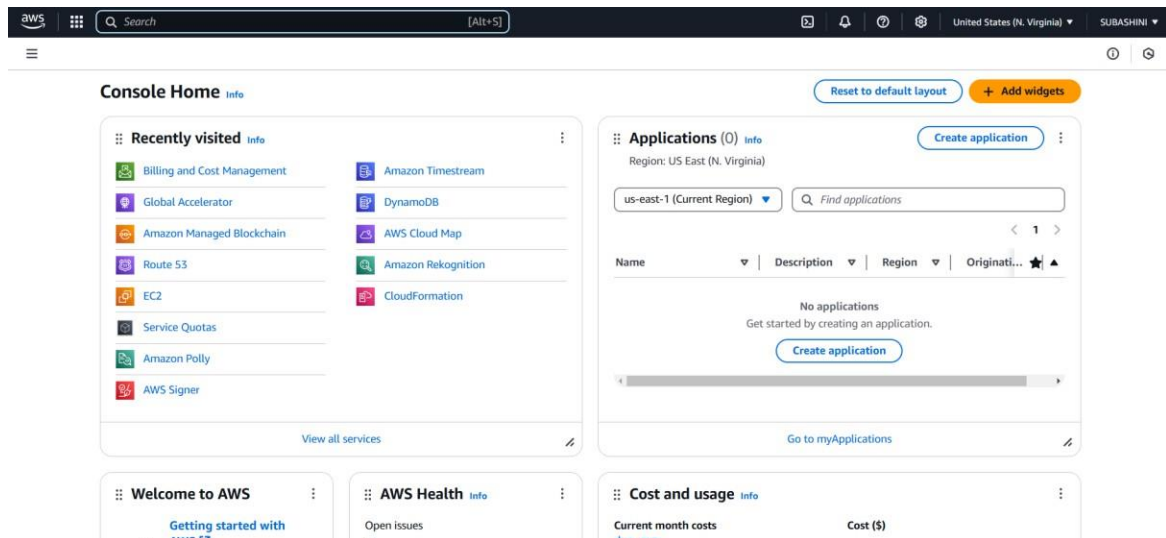 aws
Search [Alt+S]
United States (N. Virginia)
SUBASHINI
Console Home Info
Reset to default layout
+ Add widgets
Recently visited Info
Billing and Cost Management
Global Accelerator
Amazon Managed Blockchain
Route 53
EC2
Service Quotas
Amazon Polly
AWS Signer
Amazon Timestream
DynamoDB
AWS Cloud Map
Amazon Rekognition
CloudFormation
View all services
Applications (0) Info
Create application
Region: US East (N. Virginia)
us-east-1 (Current Region)
Find applications
1
Name Description Region Originati...
No applications
Get started by creating an application.
Create application
Go to myApplications
Welcome to AWS
Getting started with
AWS Health Info
Open issues
Cost and usage Info
Current month costs
Cost ($)